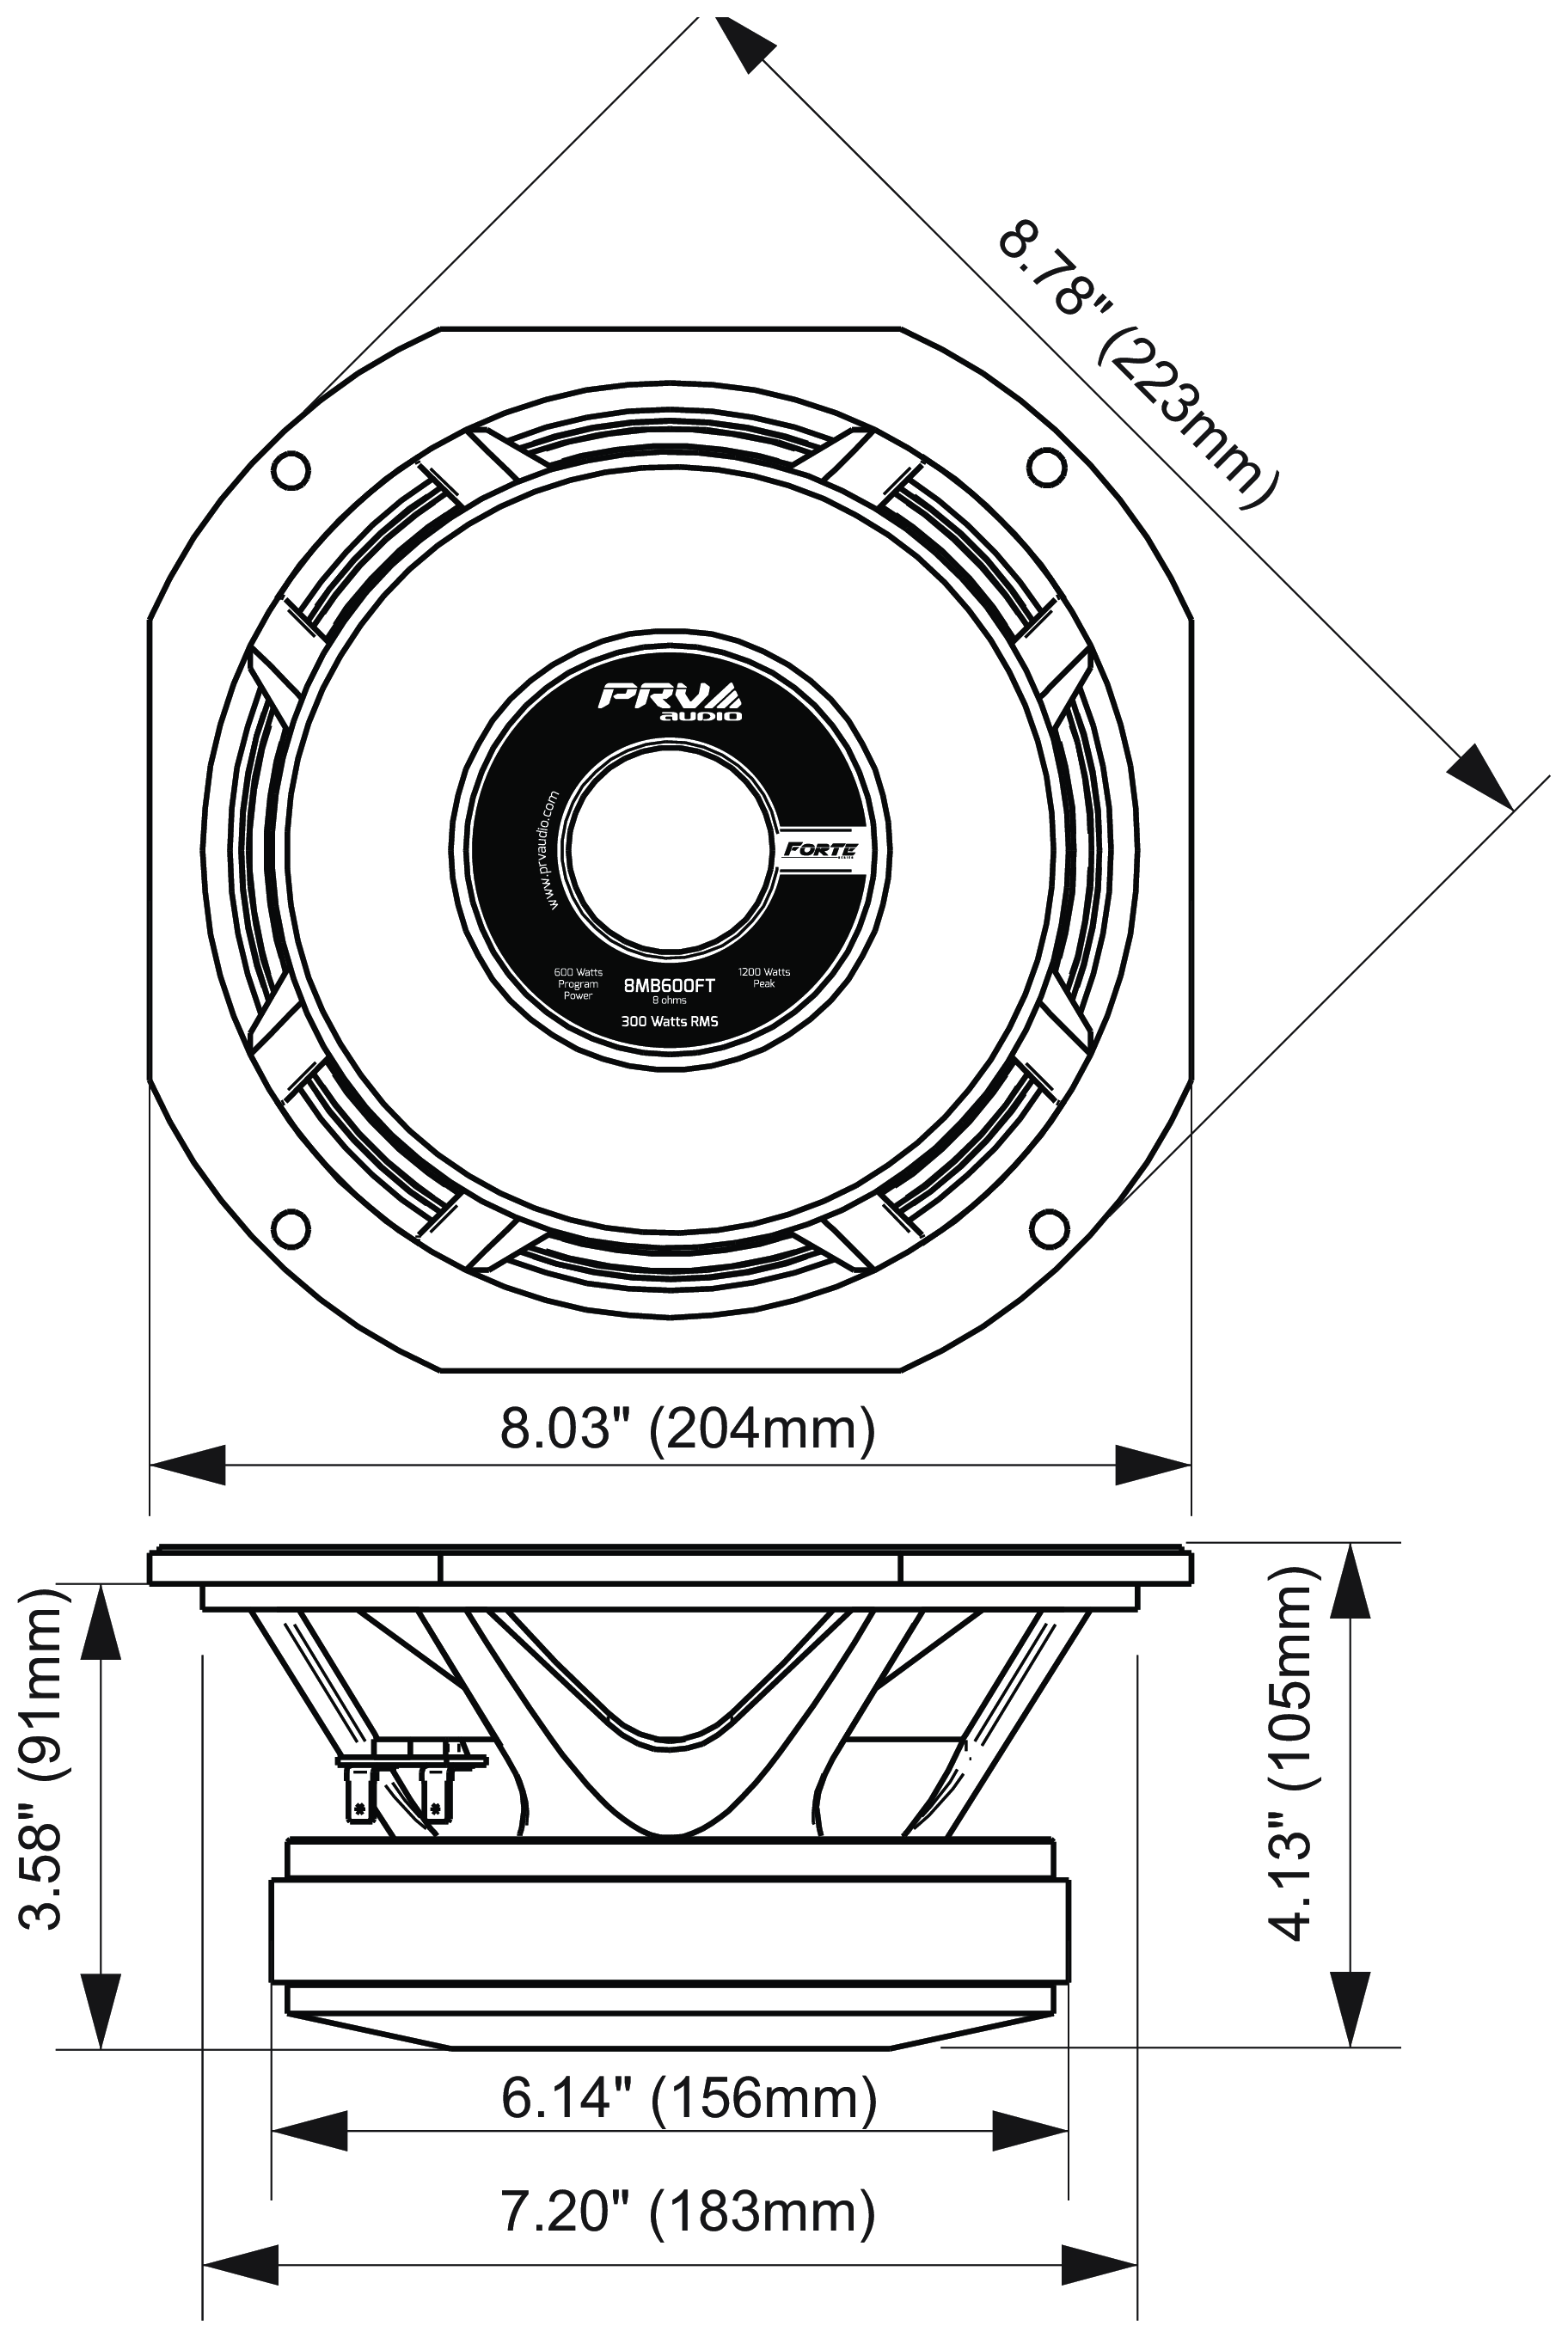 8.78" (223mm)
PRV
AUDIO
www.prvaudio.com
FORTE
SERIES
600 Watts
Program
Power
8MB600FT
8 ohms
1200 Watts
Peak
300 Watts RMS
8.03" (204mm)
3.58" (91mm)
4.13" (105mm)
6.14" (156mm)
7.20" (183mm)